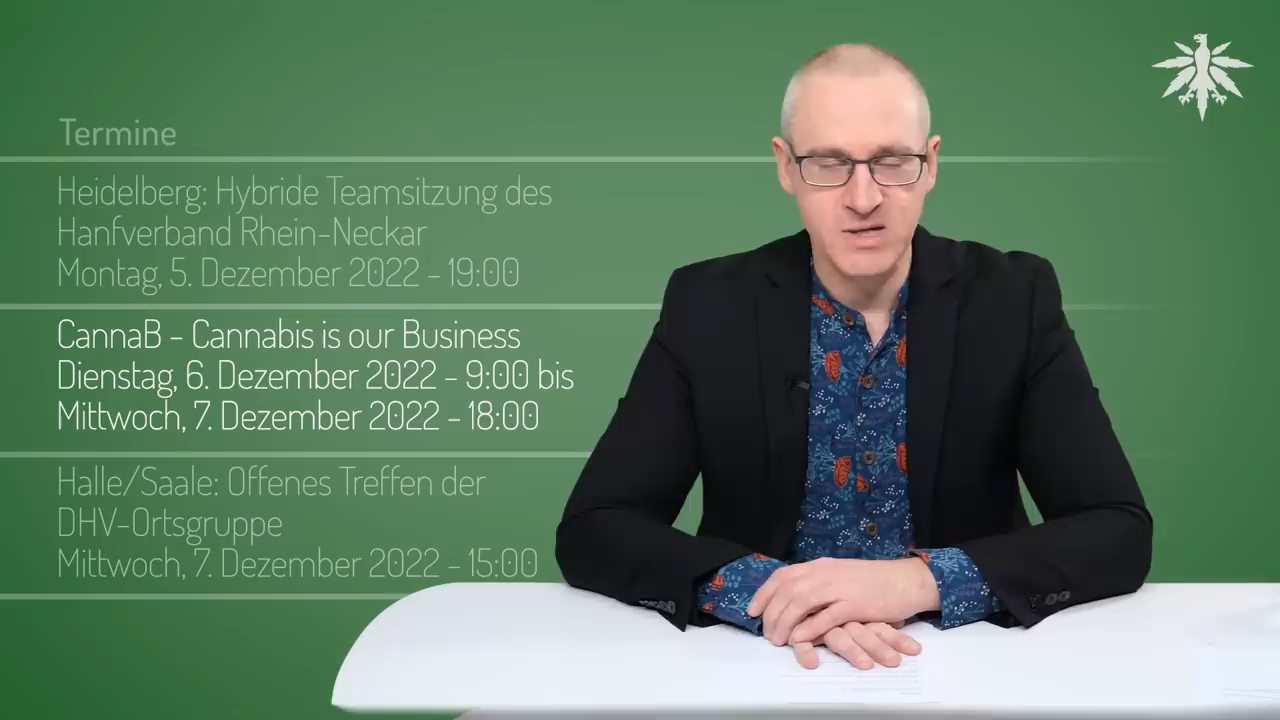 Termine
Heidelberg: Hybride Teamsitzung des
Hanfverband Rhein-Neckar
Montag, 5. Dezember 2022 - 19:00
CannaB - Cannabis is our Business
Dienstag, 6. Dezember 2022 - 9:00 bis
Mittwoch, 7. Dezember 2022 - 18:00
Halle/Saale: Offenes Treffen der
DHV-Ortsgruppe
Mittwoch, 7. Dezember 2022 - 15:00